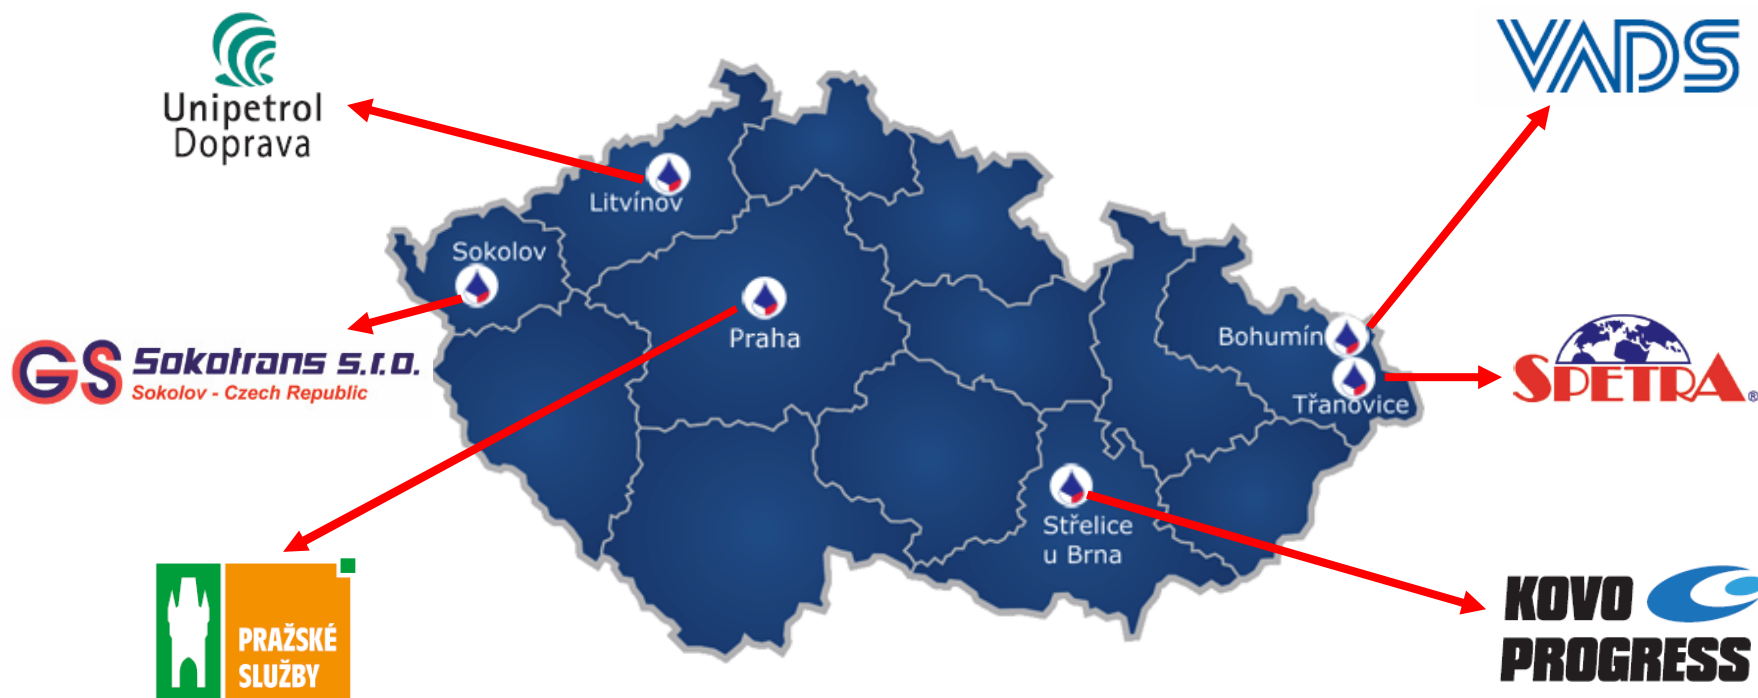 Unipetrol
Doprava
VADS
Litvínov
Sokolov
GS Sokotrans s.r.o.
Sokolov - Czech Republic
Praha
Bohumín
Třanovice
SPETRA®
Střelice
u Brna
PRAŽSKÉ
SLUŽBY
KOVO
PROGRESS